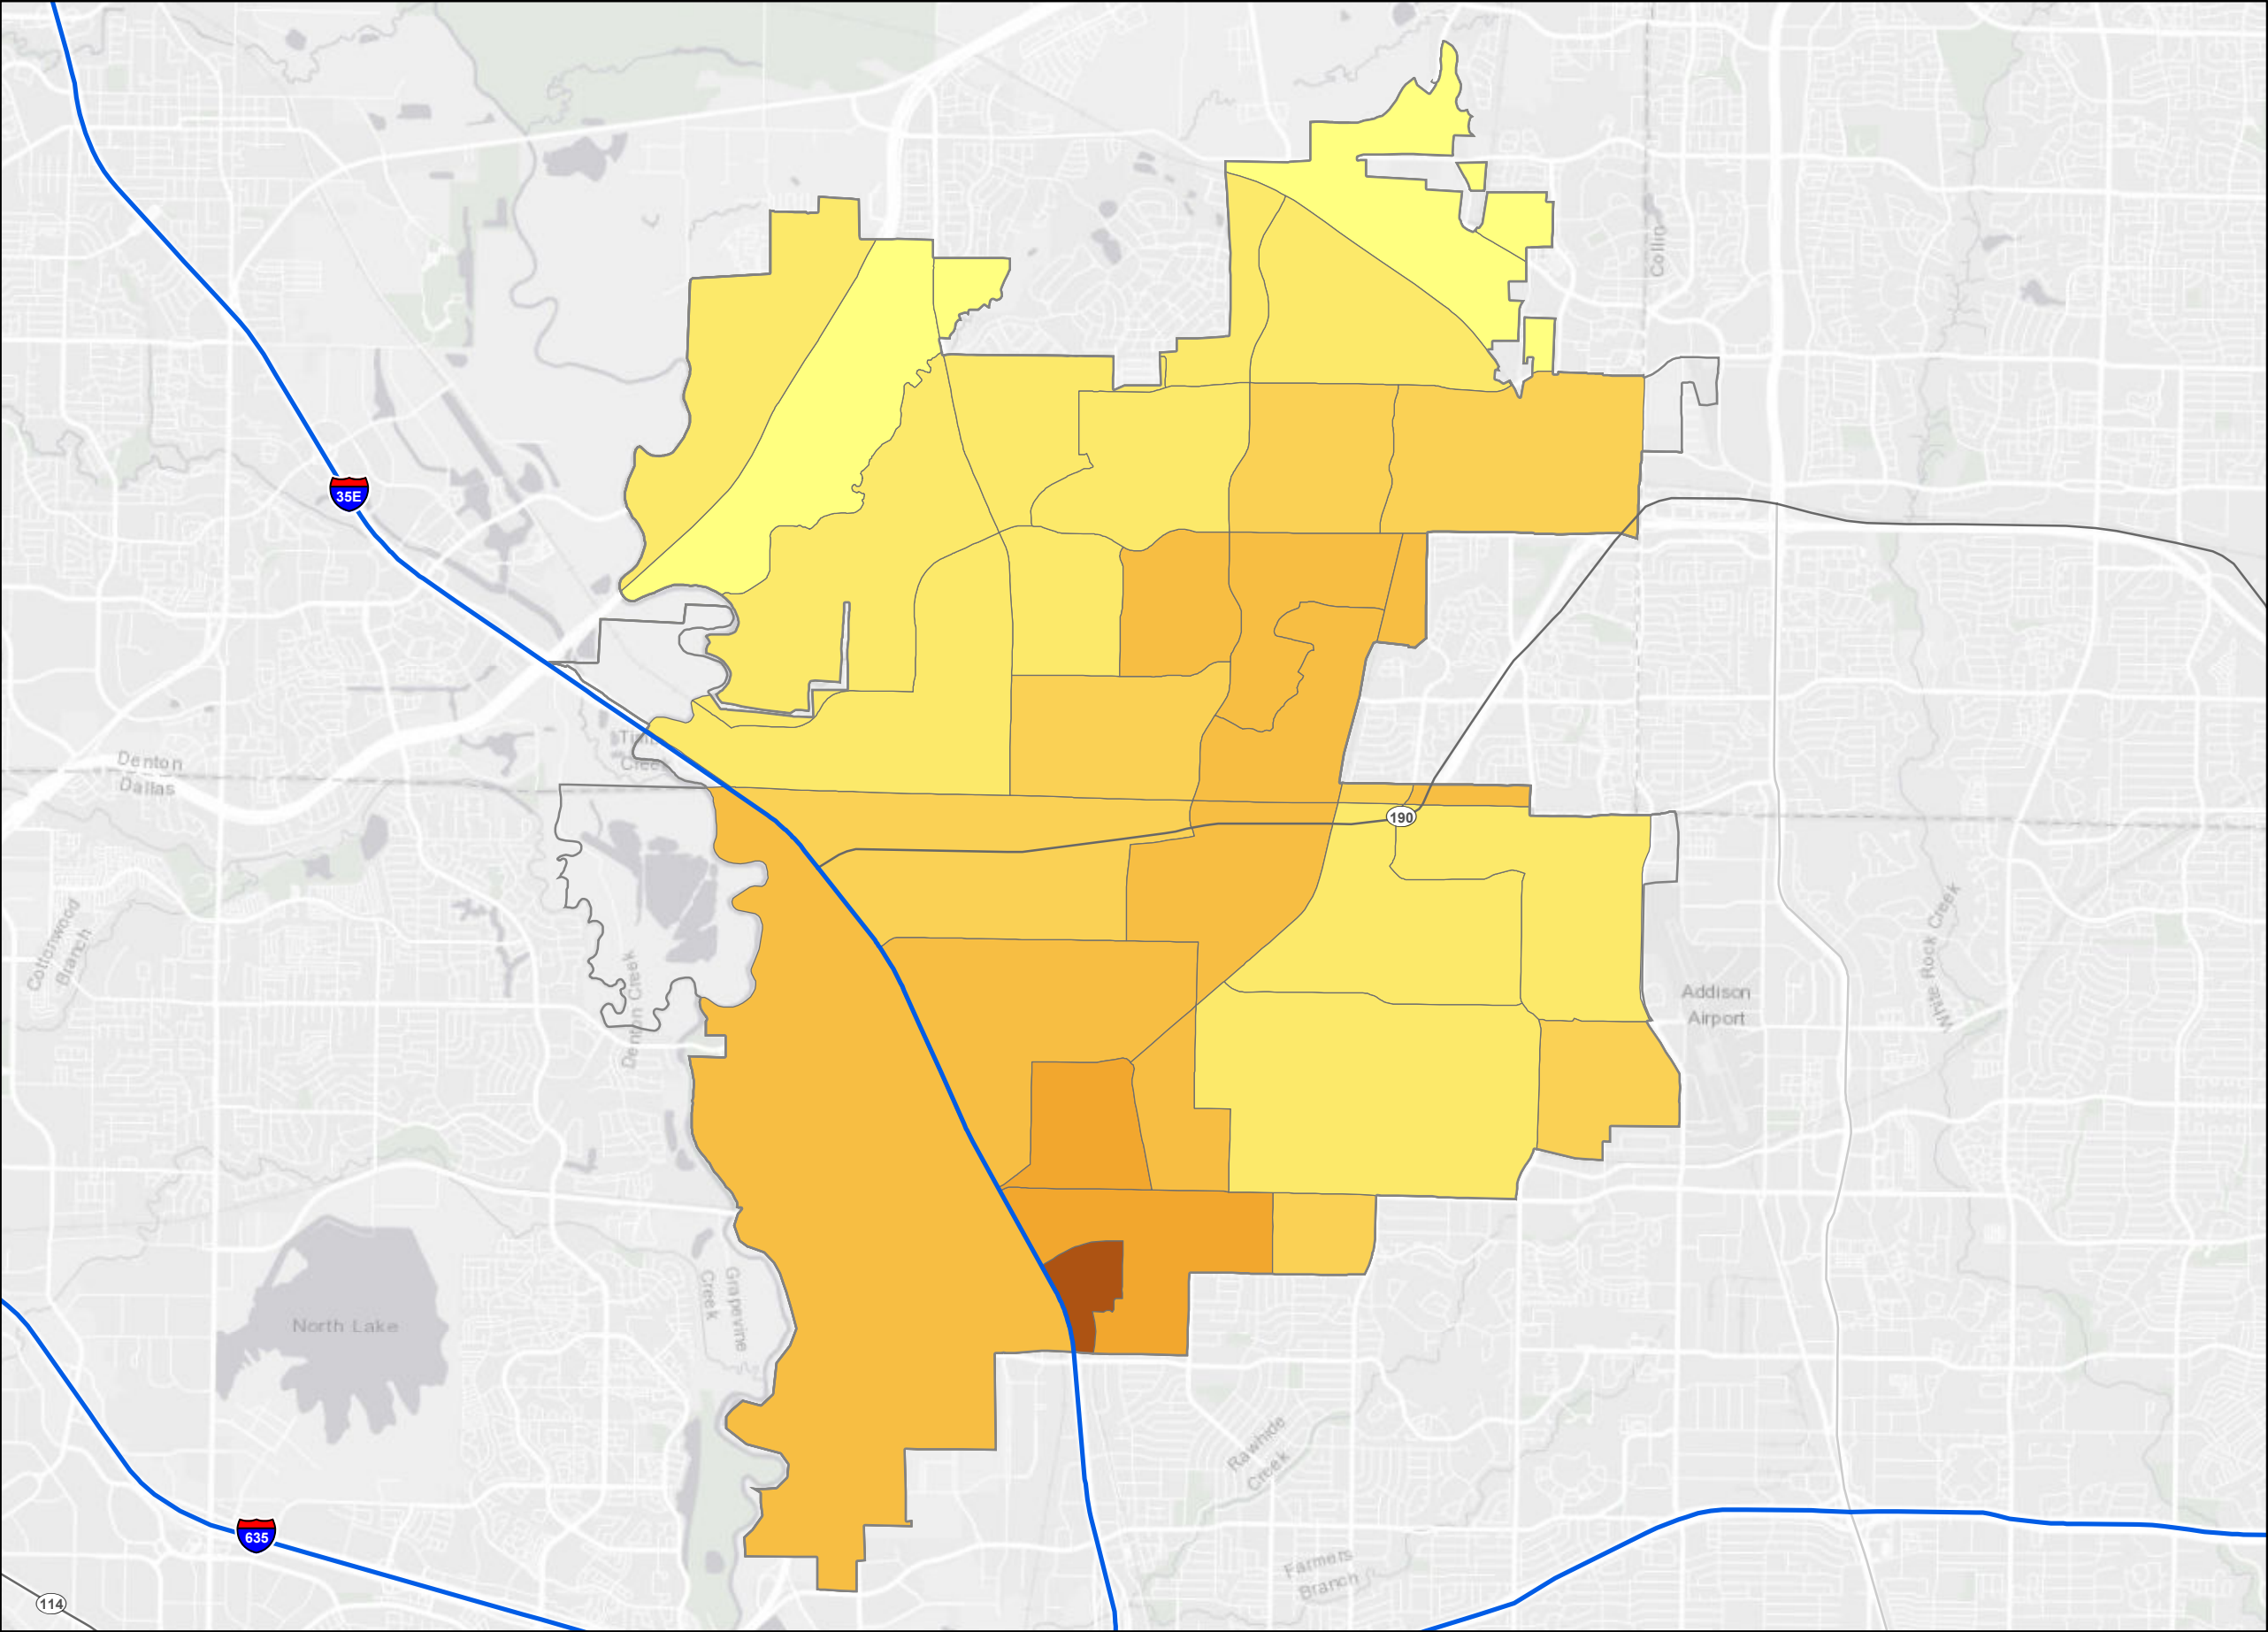 Collin
35E
Denton
Dallas
Creek
190
Cottonwood
Branch
Denton Creek
White Rock Creek
Addison
Airport
North Lake
Grapevine
Creek
Rawhide
Creek
635
Farmers
Branch
114